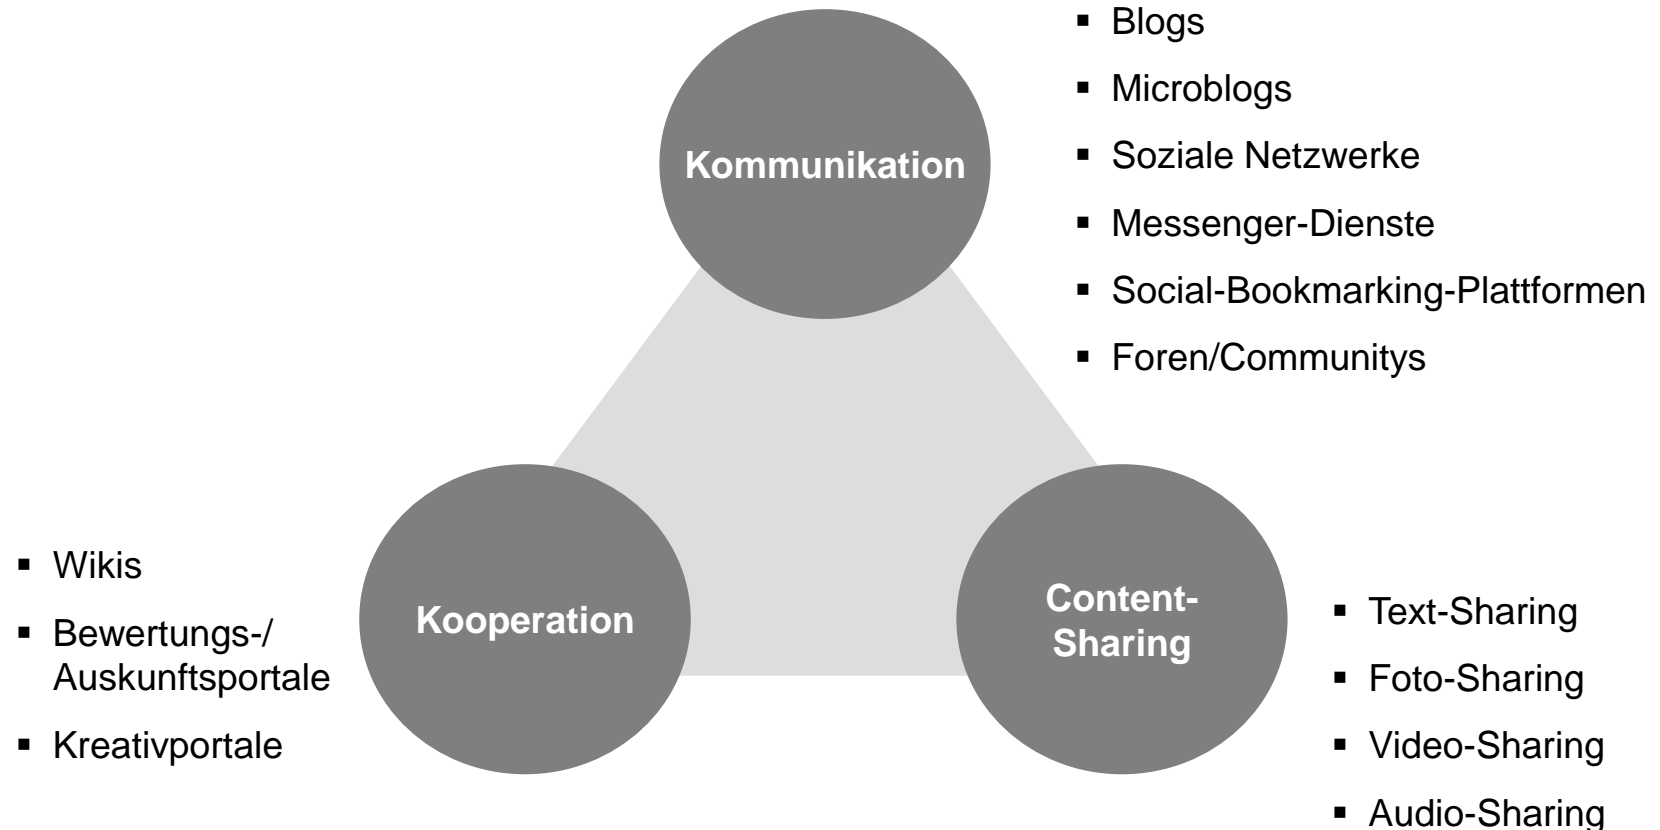 Blogs
Microblogs
Soziale Netzwerke
Messenger-Dienste
Social-Bookmarking-Plattformen
Foren/Communitys
Kommunikation
Wikis
Bewertungs-/
Auskunftsportale
Kreativportale
Kooperation
Content-
Sharing
Text-Sharing
Foto-Sharing
Video-Sharing
Audio-Sharing